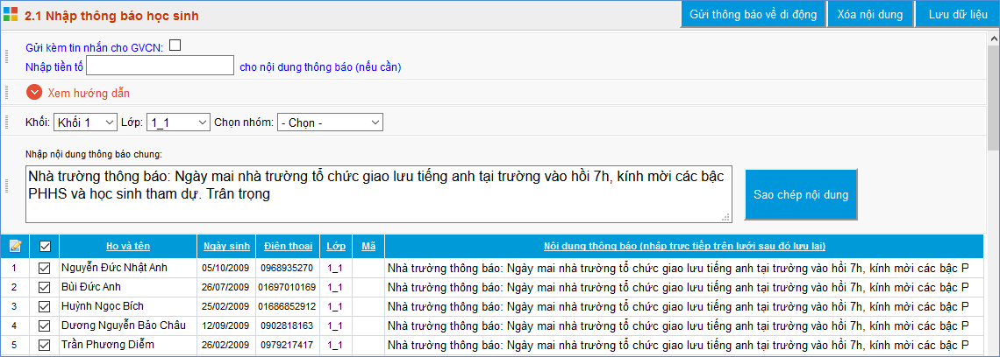 2.1 Nhập thông báo học sinh Gửi thông báo về di động Xóa nội dung Lưu dữ liệu
Gửi kèm tin nhắn cho GVCN:
Nhập tiền tố cho nội dung thông báo (nếu cần)
Xem hướng dẫn
Khối: Khối 1 Lớp: 1_1 Chọn nhóm: - Chọn -
Nhập nội dung thông báo chung:
Nhà trường thông báo: Ngày mai nhà trường tổ chức giao lưu tiếng anh tại trường vào hồi 7h, kính mời các bậc
PHHS và học sinh tham dự. Trân trọng
Sao chép nội dung
Họ và tên Ngày sinh Điện thoại Lớp Mã Nội dung thông báo (nhập trực tiếp trên lưới sau đó lưu lại)
1 Nguyễn Đức Nhật Anh 05/10/2009 0968935270 1_1 Nhà trường thông báo: Ngày mai nhà trường tổ chức giao lưu tiếng anh tại trường vào hồi 7h, kính mời các bậc P
2 Bùi Đức Anh 26/07/2009 01697010169 1_1 Nhà trường thông báo: Ngày mai nhà trường tổ chức giao lưu tiếng anh tại trường vào hồi 7h, kính mời các bậc P
3 Huỳnh Ngọc Bích 25/02/2009 01686852912 1_1 Nhà trường thông báo: Ngày mai nhà trường tổ chức giao lưu tiếng anh tại trường vào hồi 7h, kính mời các bậc P
4 Dương Nguyễn Bảo Châu 12/09/2009 0902818163 1_1 Nhà trường thông báo: Ngày mai nhà trường tổ chức giao lưu tiếng anh tại trường vào hồi 7h, kính mời các bậc P
5 Trần Phương Diễm 26/02/2009 0979217417 1_1 Nhà trường thông báo: Ngày mai nhà trường tổ chức giao lưu tiếng anh tại trường vào hồi 7h, kính mời các bậc P